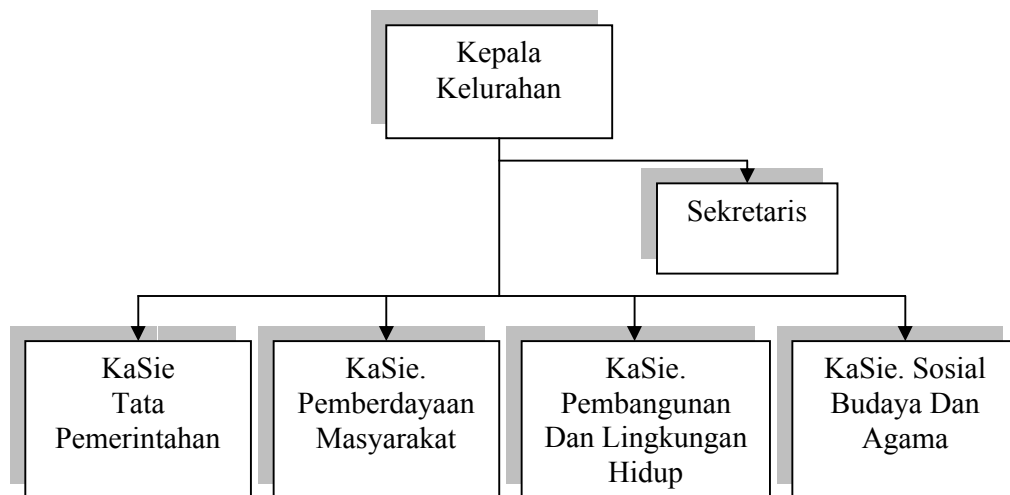 Kepala
Kelurahan
Sekretaris
KaSie
Tata
Pemerintahan
KaSie.
Pemberdayaan
Masyarakat
KaSie.
Pembangunan
Dan Lingkungan
Hidup
KaSie. Sosial
Budaya Dan
Agama